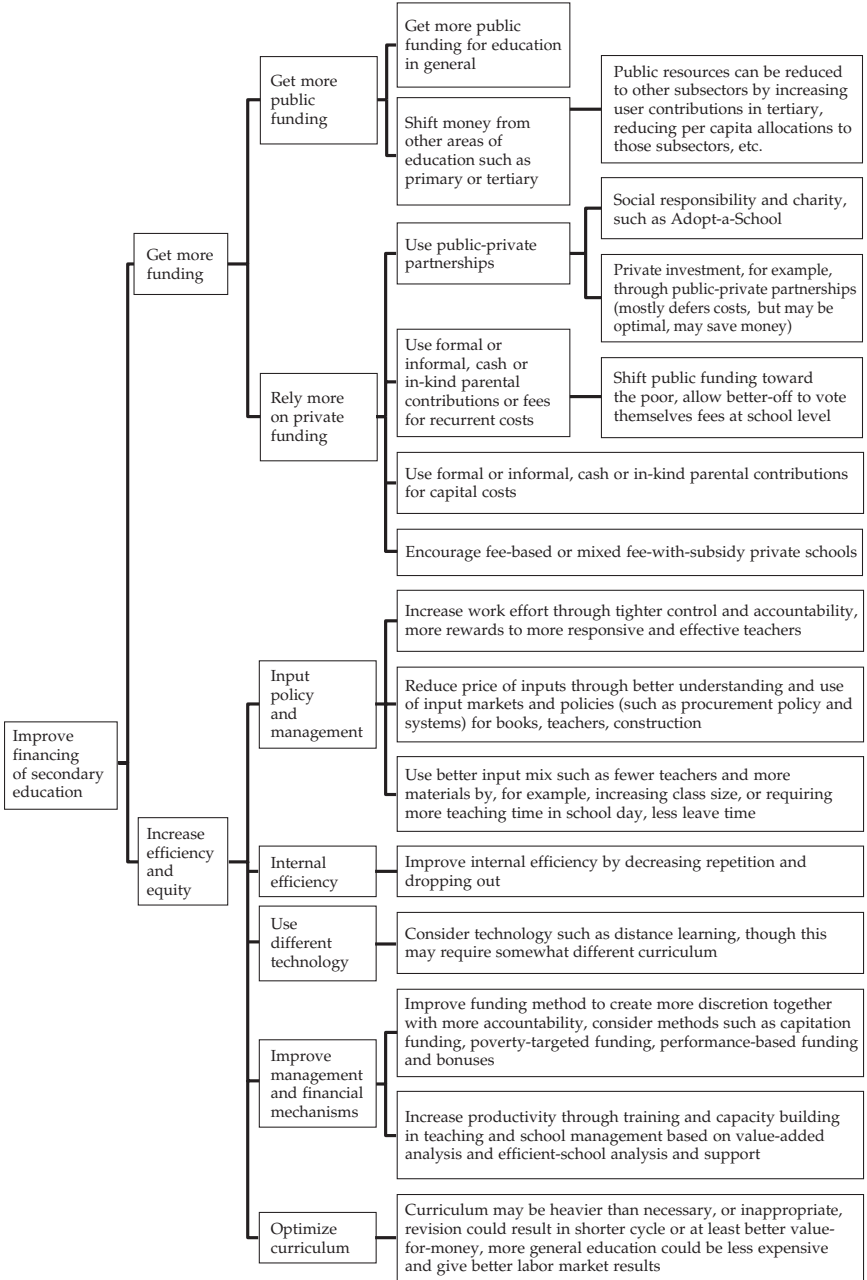 Get more public
funding for education
in general
Get more
public
funding
Shift money from
other areas of
education such as
primary or tertiary
Public resources can be reduced
to other subsectors by increasing
user contributions in tertiary,
reducing per capita allocations to
those subsectors, etc.
Get more
funding
Use public-private
partnerships
Social responsibility and charity,
such as Adopt-a-School
Private investment, for example,
through public-private partnerships
(mostly defers costs, but may be
optimal, may save money)
Rely more
on private
funding
Use formal or
informal, cash or
in-kind parental
contributions or fees
for recurrent costs
Shift public funding toward
the poor, allow better-off to vote
themselves fees at school level
Use formal or informal, cash or in-kind parental contributions
for capital costs
Encourage fee-based or mixed fee-with-subsidy private schools
Improve
financing
of secondary
education
Increase
efficiency
and
equity
Input
policy
and
management
Increase work effort through tighter control and accountability,
more rewards to more responsive and effective teachers
Reduce price of inputs through better understanding and use
of input markets and policies (such as procurement policy and
systems) for books, teachers, construction
Use better input mix such as fewer teachers and more
materials by, for example, increasing class size, or requiring
more teaching time in school day, less leave time
Internal
efficiency
Improve internal efficiency by decreasing repetition and
dropping out
Use
different
technology
Consider technology such as distance learning, though this
may require somewhat different curriculum
Improve
management
and financial
mechanisms
Improve funding method to create more discretion together
with more accountability, consider methods such as capitation
funding, poverty-targeted funding, performance-based funding
and bonuses
Increase productivity through training and capacity building
in teaching and school management based on value-added
analysis and efficient-school analysis and support
Optimize
curriculum
Curriculum may be heavier than necessary, or inappropriate,
revision could result in shorter cycle or at least better value-
for-money, more general education could be less expensive
and give better labor market results